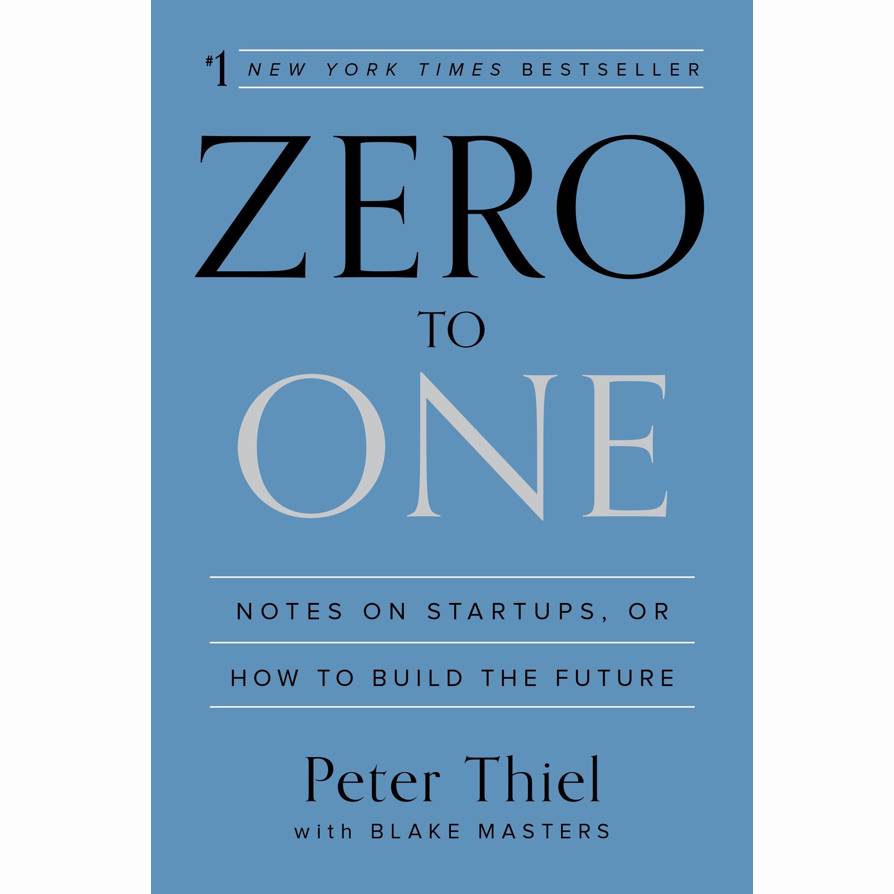 #1 NEW YORK TIMES BESTSELLER
ZERO
TO
ONE
NOTES ON STARTUPS, OR
HOW TO BUILD THE FUTURE
Peter Thiel
with BLAKE MASTERS